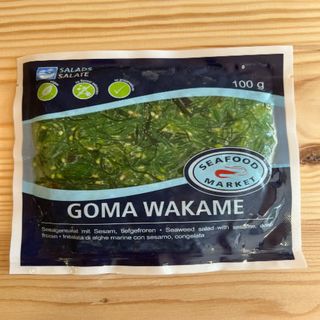 SALADS
SALATE
100 g
SEAFOOD
MARKET
GOMA WAKAME
Seealgensalat mit Sesam, tiefgefroren • Seaweed salad with sesame, deep
frozen • Insalata di alghe marine con sesamo, congelata